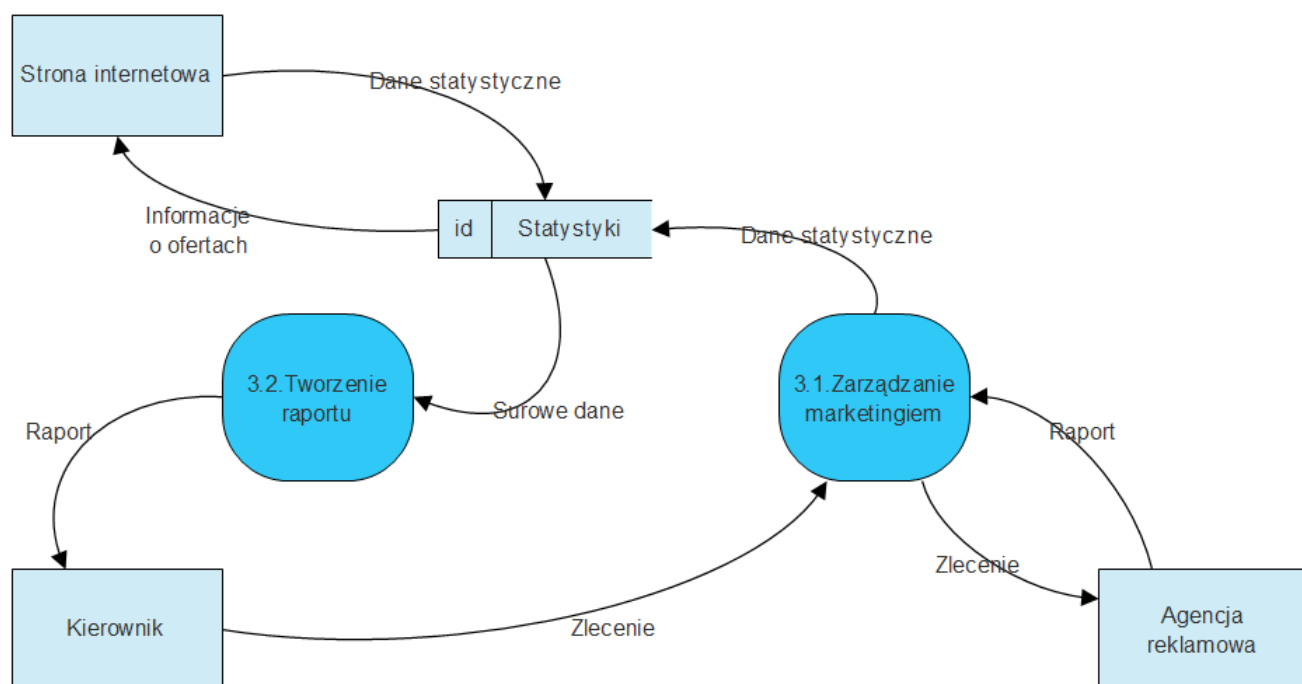 Strona internetowa
Dane statystyczne
Informacje
o ofertach
id
Statystyki
Dane statystyczne
3.2.Tworzenie
raportu
3.1.Zarządzanie
marketingiem
Surowe dane
Raport
Raport
Zlecenie
Kierownik
Zlecenie
Agencja
reklamowa